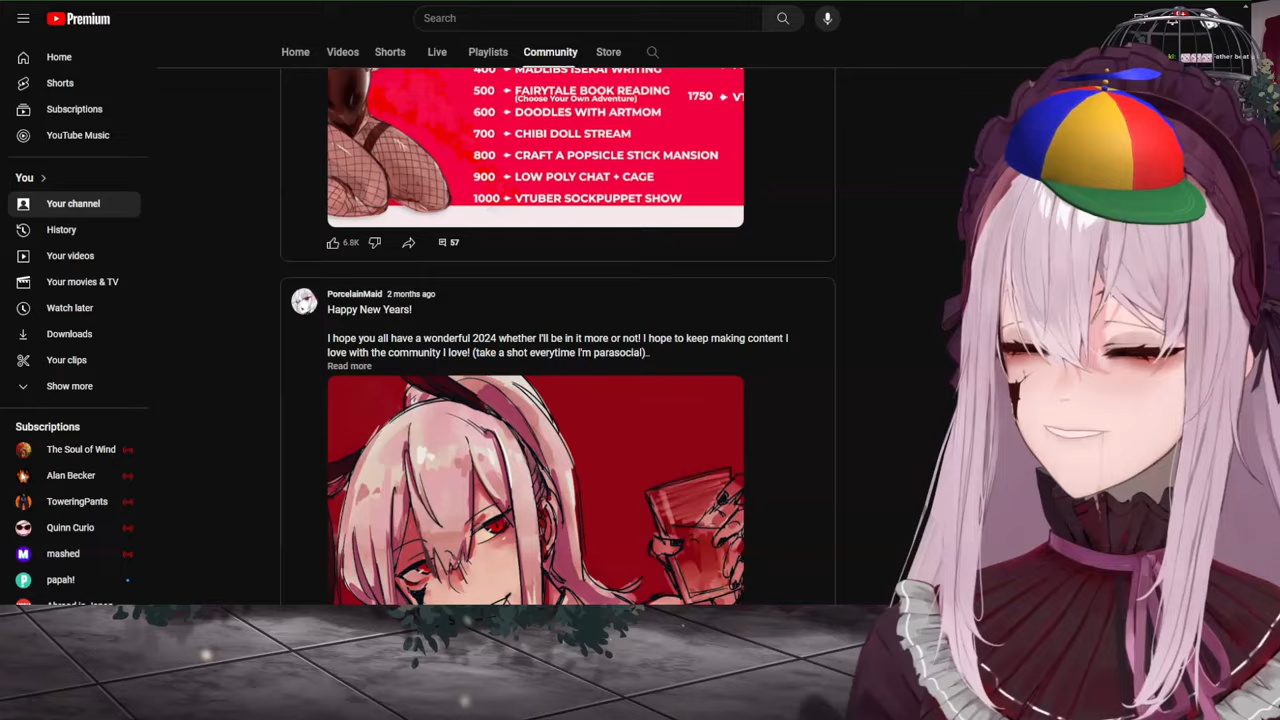 Premium
Search
Home
Videos
Shorts
Live
Playlists
Community
Store
Home
Shorts
Subscriptions
YouTube Music
You
Your channel
History
Your videos
Your movies & TV
Watch later
Downloads
Your clips
Show more
Subscriptions
The Soul of Wind
Alan Becker
ToweringPants
Quinn Curio
mashed
papah!
400 MADLIBS ISEKAI WRITING
500 FAIRYTALE BOOK READING
(Choose Your Own Adventure)
1750
600 DOODLES WITH ARTMOM
700 CHIBI DOLL STREAM
800 CRAFT A POPSICLE STICK MANSION
900 LOW POLY CHAT + CAGE
1000 VTUBER SOCKPUPPET SHOW
6.8K
57
PorcelainMaid 2 months ago
Happy New Years!
I hope you all have a wonderful 2024 whether I'll be in it more or not! I hope to keep making content I
love with the community I love! (take a shot everytime I'm parasocial)..
Read more